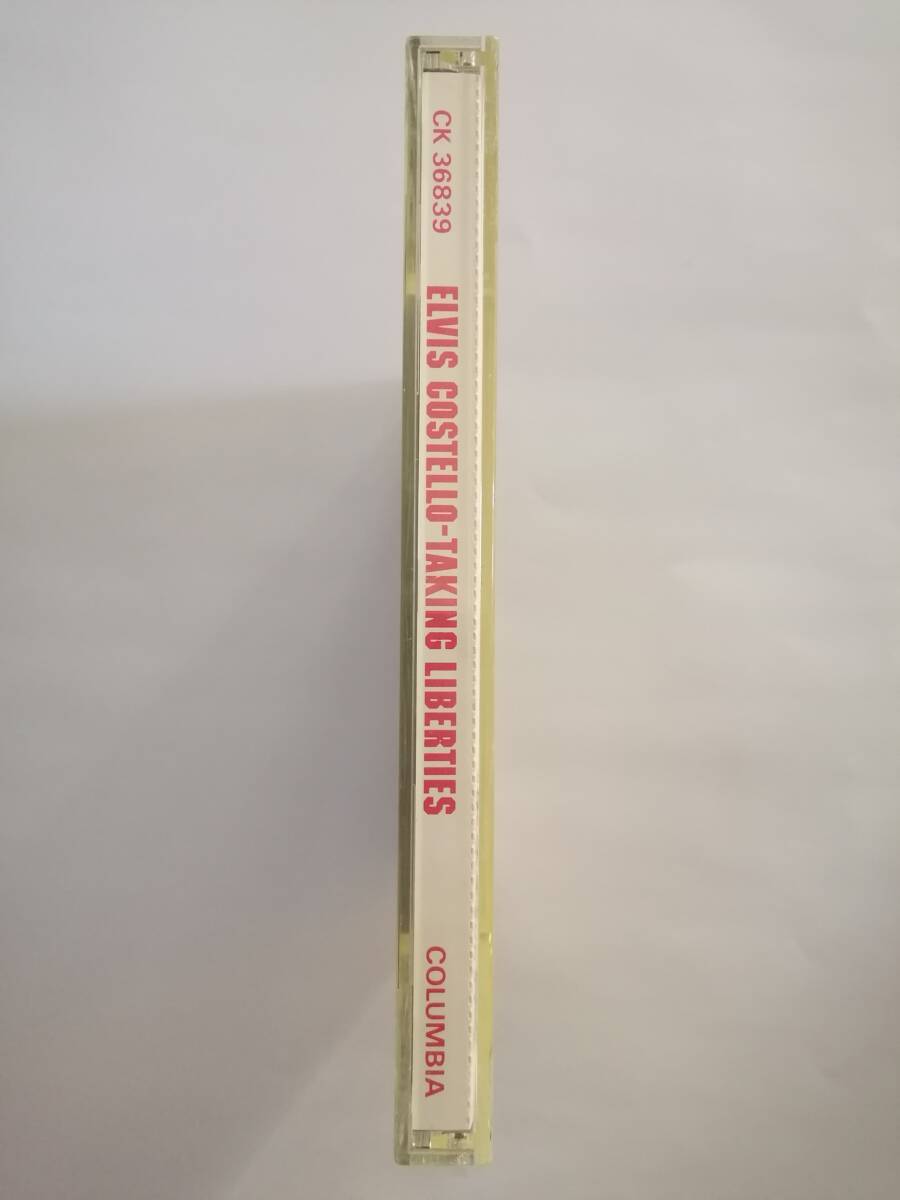 CK 36839
ELVIS COSTELLO-TAKING LIBERTIES
COLUMBIA